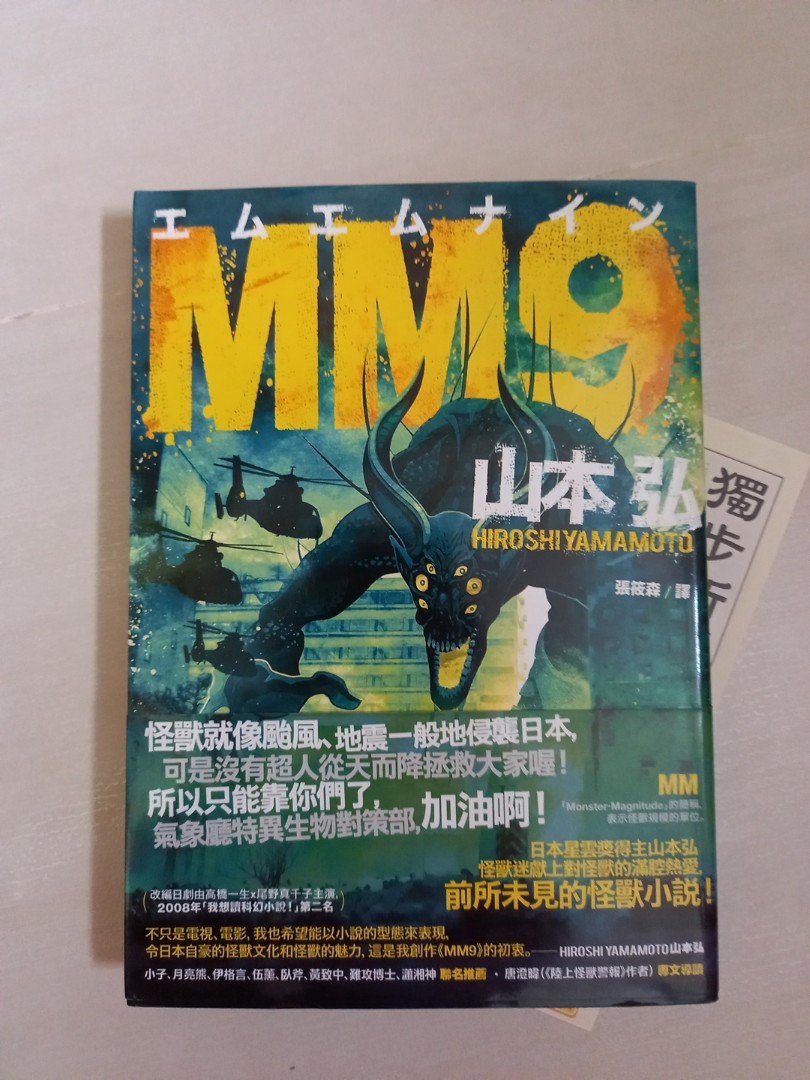 エムエムナイン
MM9
山本 弘
HIROSHI YAMAMOTO
張筱森/譯
獨步
怪獸就像颱風、地震一般地侵襲日本,
可是沒有超人從天而降拯救大家喔!
所以只能靠你們了,
氣象廳特異生物對策部,加油啊!
MM
「Monster Magnitude」的簡稱,
表示怪獸規模的單位。
日本星雲獎得主山本弘
怪獸迷獻上對怪獸的滿腔熱愛,
前所未見的怪獸小說!
(改編日劇由高橋一生x尾野真千子主演,
2008年「我想讀科幻小說!」第二名)
不只是電視、電影,我也希望能以小說的型態來表現,
令日本自豪的怪獸文化和怪獸的魅力,這是我創作《MM9》的初衷。——HIROSHI YAMAMOTO 山本弘
小子、月亮熊、伊格言、伍薰、臥斧、黃致中、難攻博士、瀟湘神 聯名推薦 · 唐澄暐(《陸上怪獸警報》作者) 專文導讀